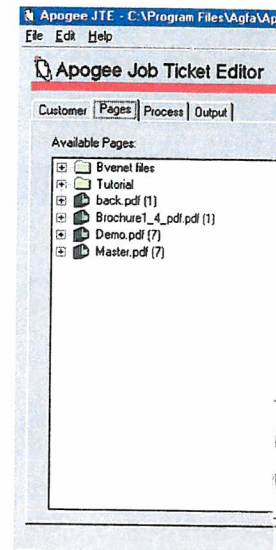 Apogee JTE - C:\Program Files\Agfa\Ap
File Edit Help
Apogee Job Ticket Editor
Customer Pages Process Output
Available Pages:
Bvenet files
Tutorial
back.pdf (1)
Brochure1_4_pdf.pdf (1)
Demo.pdf (7)
Master.pdf (7)